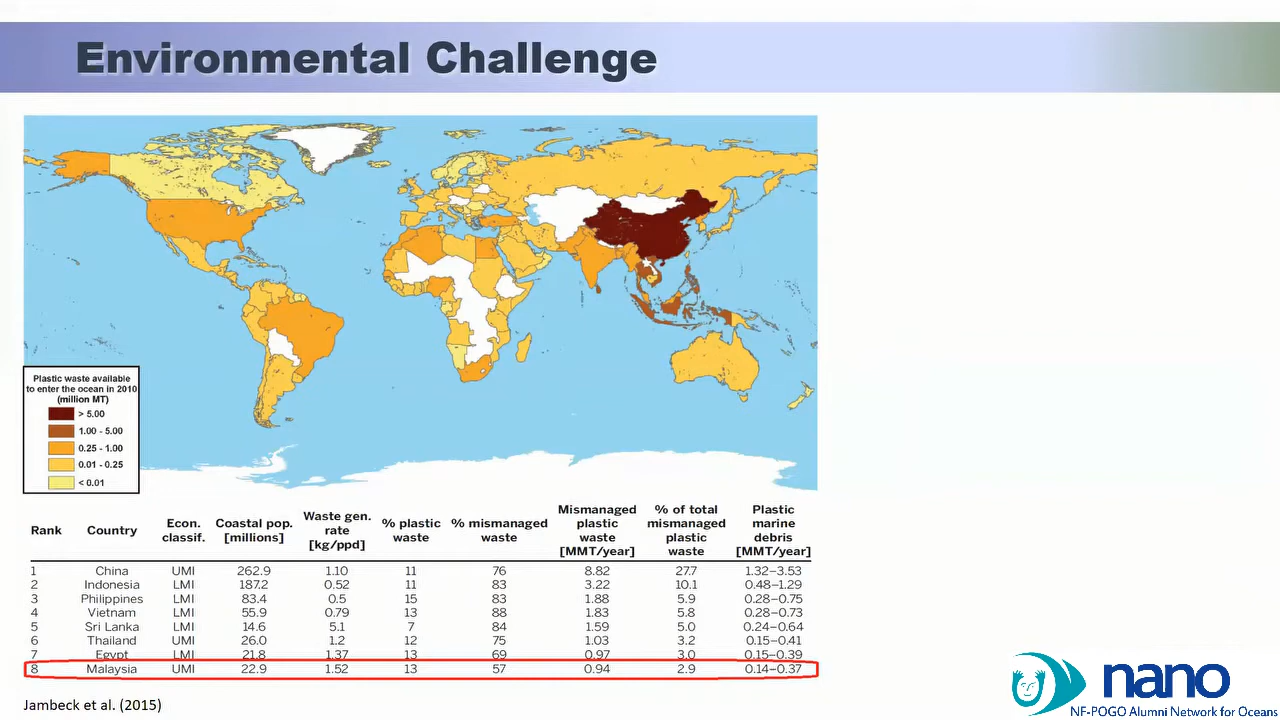 Environmental Challenge
Plastic waste available
to enter the ocean in 2010
(million MT)
> 5.00
1.00 - 5.00
0.25 - 1.00
0.01 - 0.25
< 0.01
Rank Country Econ. classif. Coastal pop. [millions] Waste gen. rate [kg/ppd] % plastic waste % mismanaged waste Mismanaged plastic waste [MMT/year] % of total mismanaged plastic waste Plastic marine debris [MMT/year]
1 China UMI 262.9 1.10 11 76 8.82 27.7 1.32–3.53
2 Indonesia LMI 187.2 0.52 11 83 3.22 10.1 0.48–1.29
3 Philippines LMI 83.4 0.5 15 83 1.88 5.9 0.28–0.75
4 Vietnam LMI 55.9 0.79 13 88 1.83 5.8 0.28–0.73
5 Sri Lanka LMI 14.6 5.1 7 84 1.59 5.0 0.24–0.64
6 Thailand UMI 26.0 1.2 12 75 1.03 3.2 0.15–0.41
7 Egypt LMI 21.8 1.37 13 69 0.97 3.0 0.15–0.39
8 Malaysia UMI 22.9 1.52 13 57 0.94 2.9 0.14–0.37
Jambeck et al. (2015)
nano
NF-POGO Alumni Network for Oceans